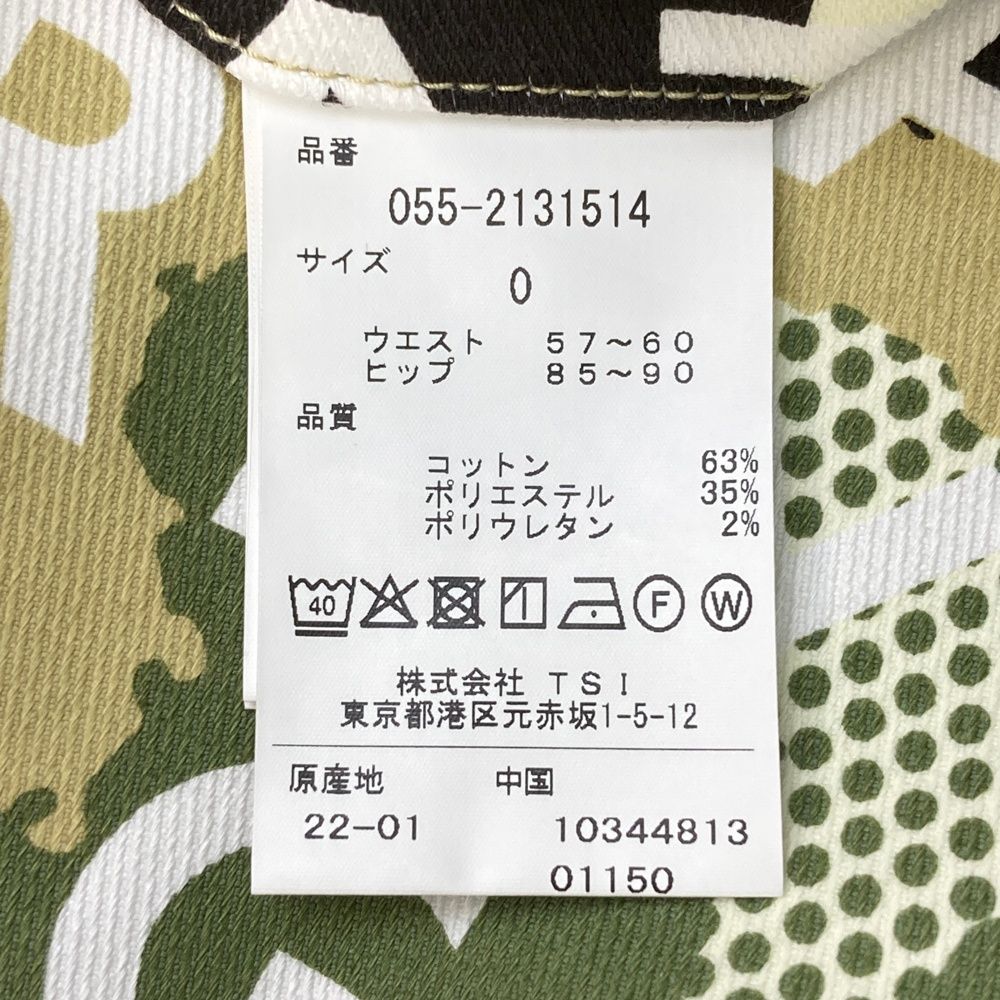 品番
055-2131514
サイズ
0
ウエスト 57～60
ヒップ 85～90
品質
コットン 63%
ポリエステル 35%
ポリウレタン 2%
40 F W
株式会社 TSI
東京都港区元赤坂1-5-12
原産地 中国
22-01 10344813
01150